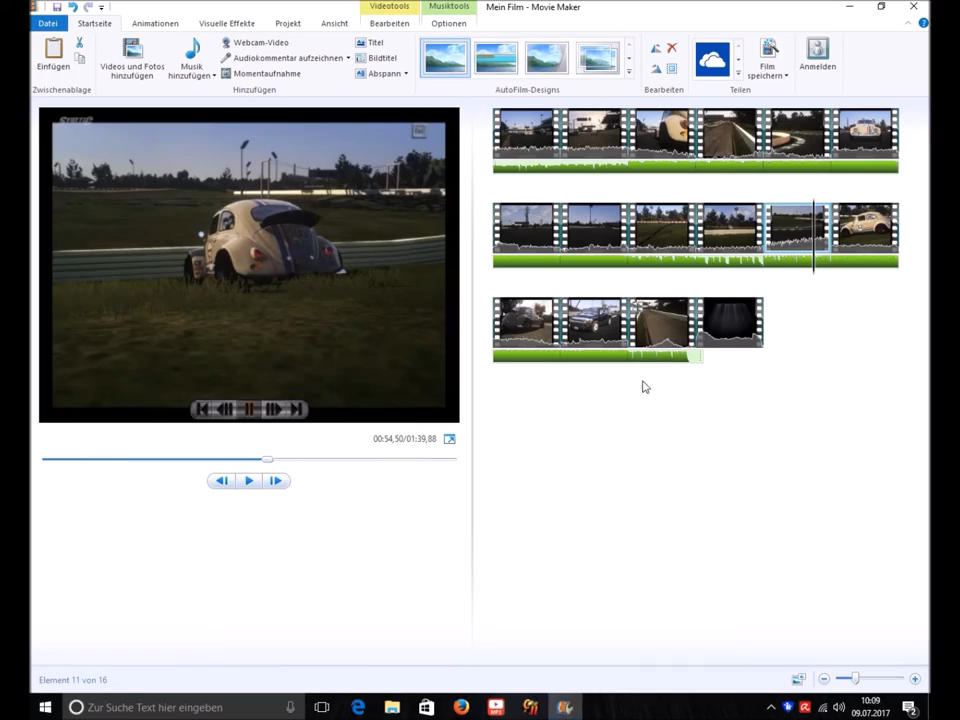 Videotools
Musiktools
Mein Film - Movie Maker
Datei
Startseite
Animationen
Visuelle Effekte
Projekt
Ansicht
Bearbeiten
Optionen
Einfügen
Videos und Fotos
hinzufügen
Musik
hinzufügen
Webcam-Video
Audiokommentar aufzeichnen
Momentaufnahme
Titel
Bildtitel
Abspann
Film
speichern
Anmelden
Zwischenablage
Hinzufügen
AutoFilm-Designs
Bearbeiten
Teilen
STATIC
00:54,50/01:39,88
Element 11 von 16
Zur Suche Text hier eingeben
MP3
10:09
09.07.2017
2